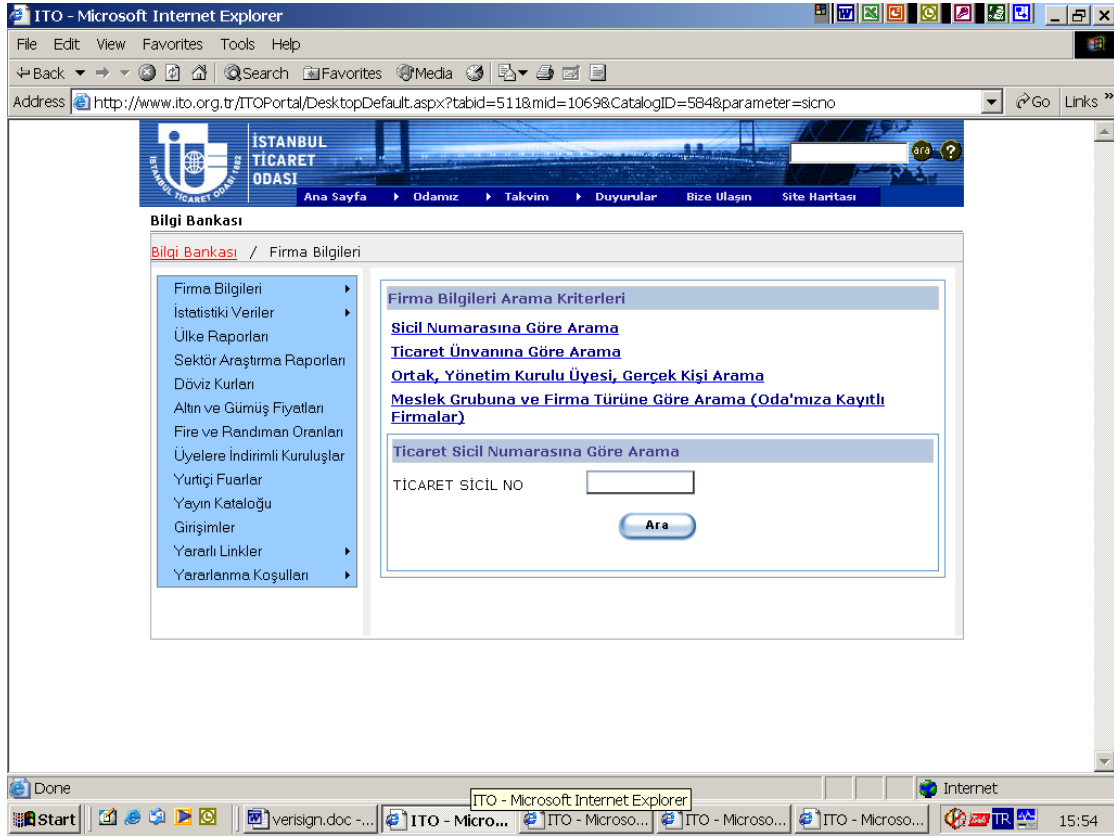 ITO - Microsoft Internet Explorer
File Edit View Favorites Tools Help
Back Search Favorites Media
Address http://www.ito.org.tr/ITOPortal/DesktopDefault.aspx?tabid=511&mid=1069&CatalogID=584&parameter=sicno Go Links »
İSTANBUL
TİCARET
ODASI
İSTANBUL TİCARET ODASI 1882
ara ?
Ana Sayfa Odamız Takvim Duyurular Bize Ulaşın Site Haritası
Bilgi Bankası
Bilgi Bankası / Firma Bilgileri
Firma Bilgileri
İstatistiki Veriler
Ülke Raporları
Sektör Araştırma Raporları
Döviz Kurları
Altın ve Gümüş Fiyatları
Fire ve Randıman Oranları
Üyelere İndirimli Kuruluşlar
Yurtiçi Fuarlar
Yayın Kataloğu
Girişimler
Yararlı Linkler
Yararlanma Koşulları
Firma Bilgileri Arama Kriterleri
Sicil Numarasına Göre Arama
Ticaret Ünvanına Göre Arama
Ortak, Yönetim Kurulu Üyesi, Gerçek Kişi Arama
Meslek Grubuna ve Firma Türüne Göre Arama (Oda'mıza Kayıtlı
Firmalar)
Ticaret Sicil Numarasına Göre Arama
TİCARET SİCİL NO
Ara
Done Internet
ITO - Microsoft Internet Explorer
Start verisign.doc -... ITO - Micro... ITO - Microso... ITO - Microso... ITO - Microso... TR 15:54